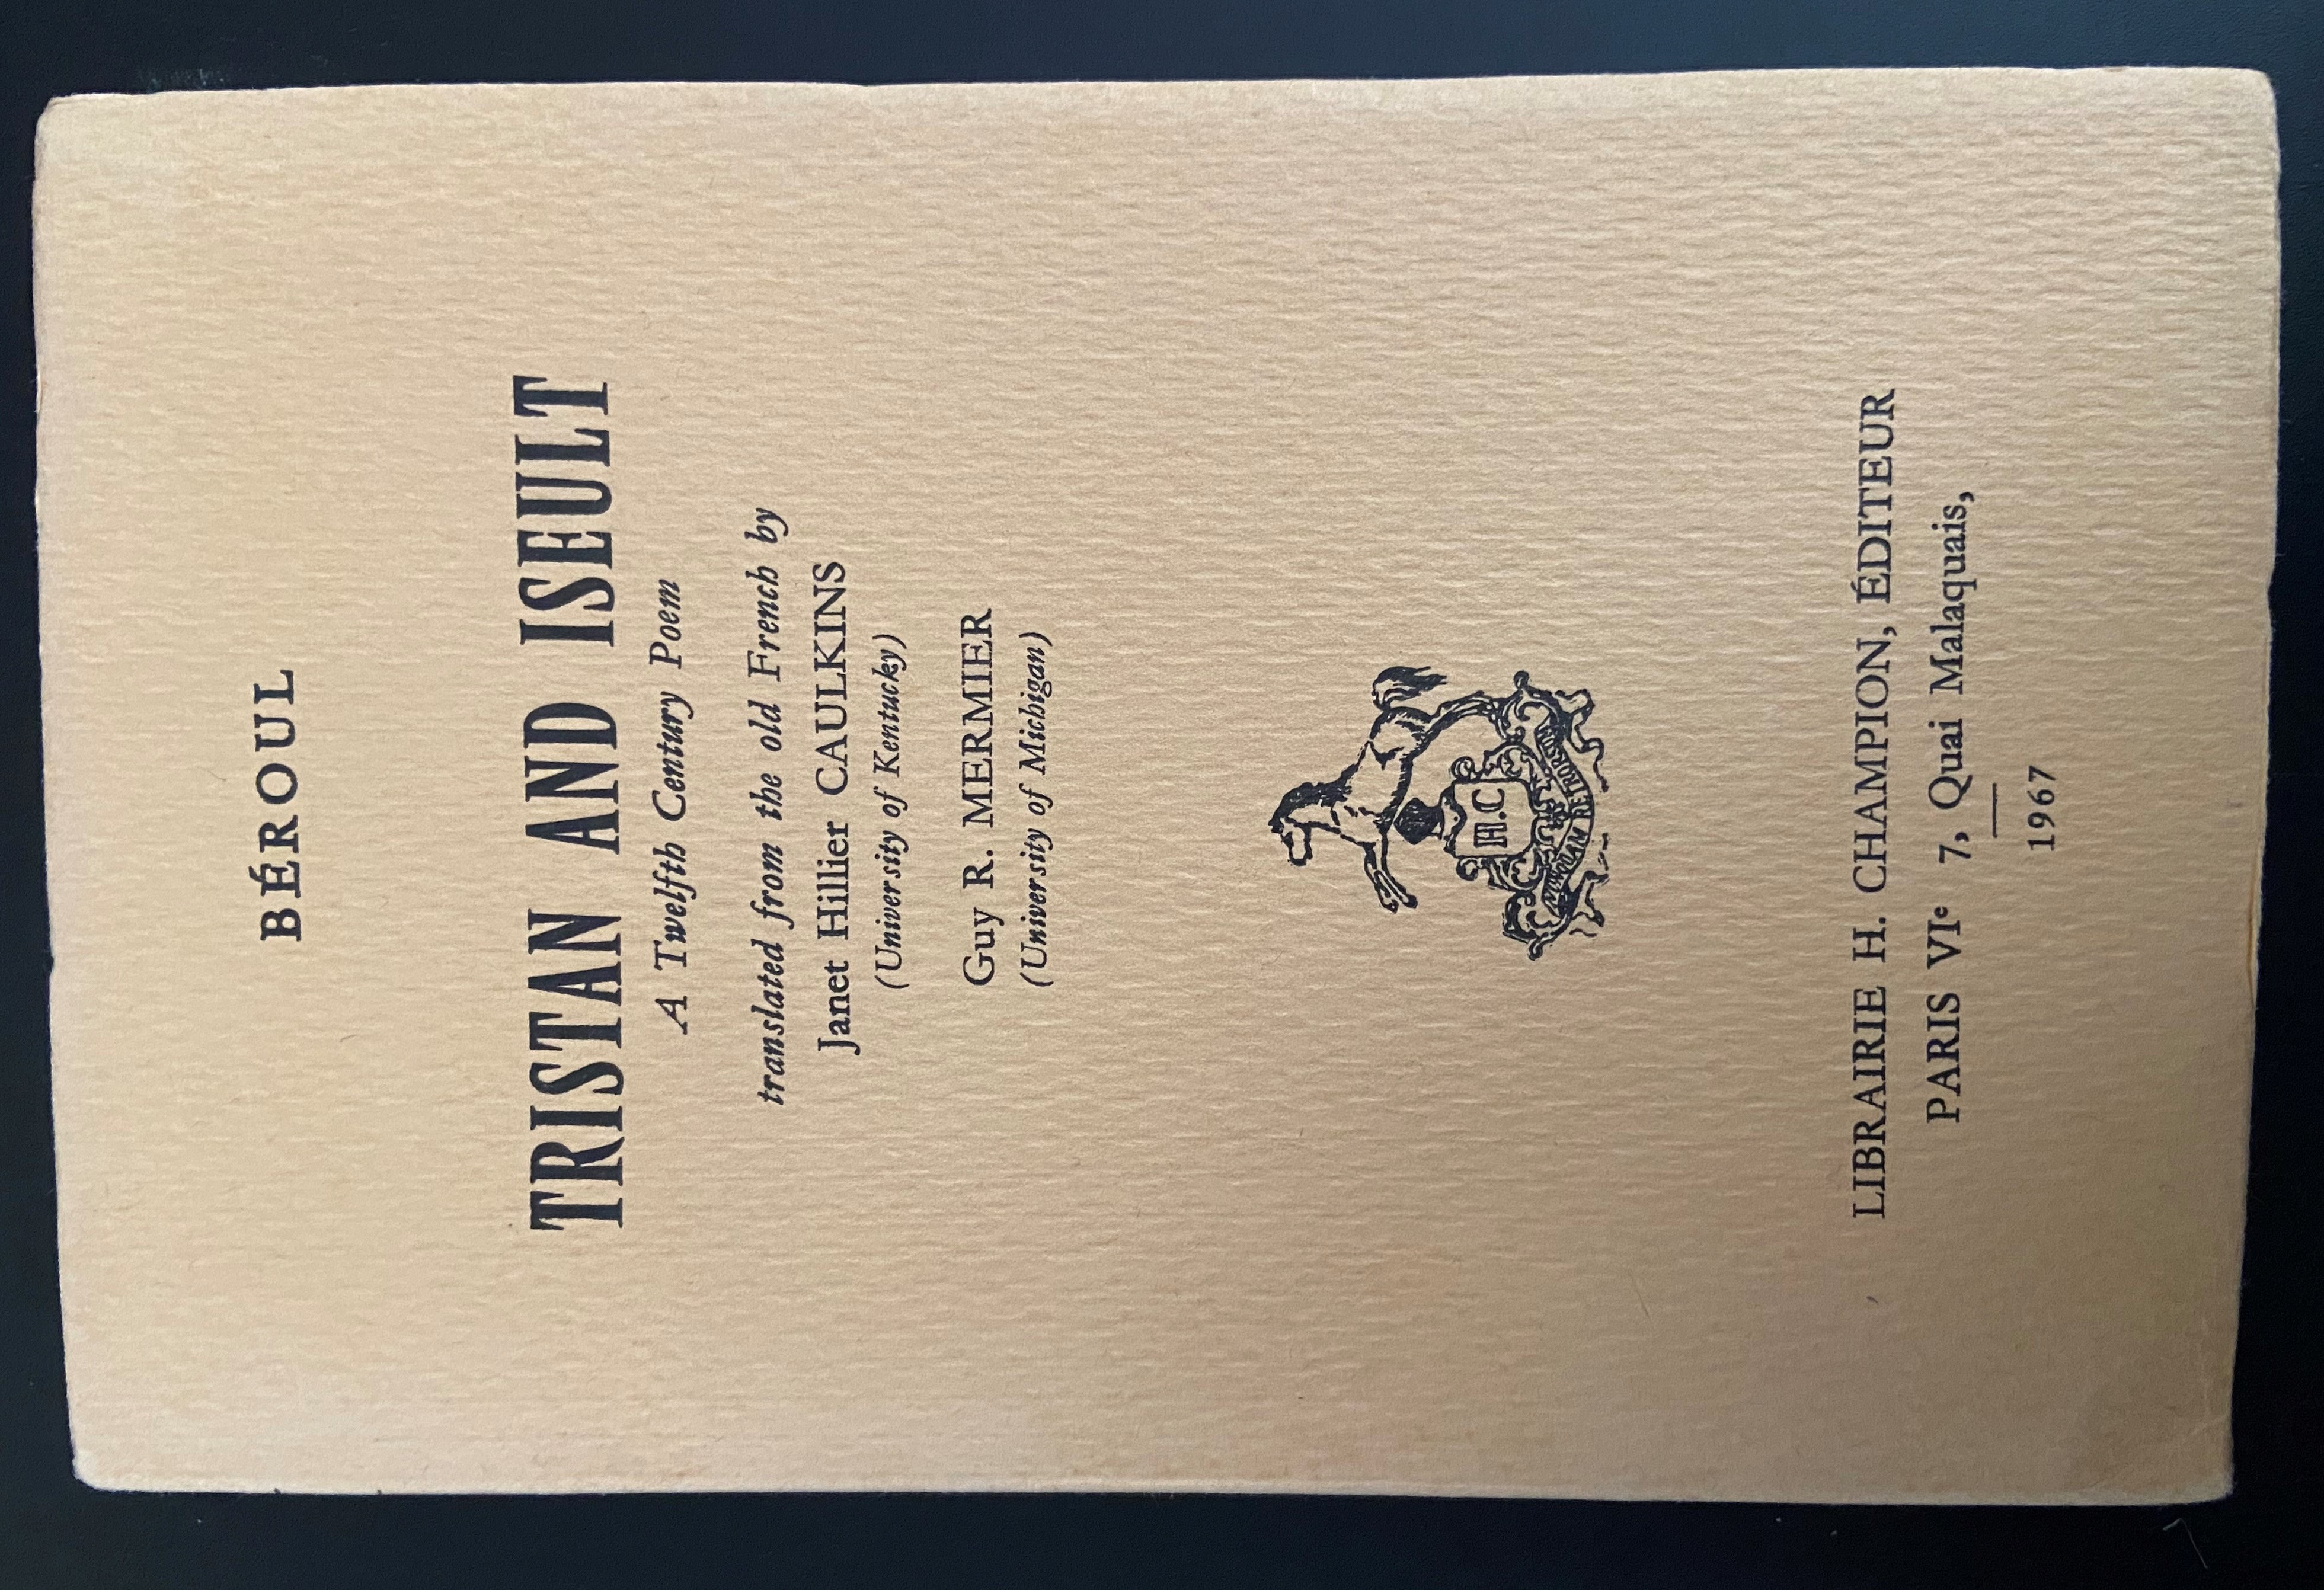 BÉROUL
TRISTAN AND ISEULT
A Twelfth Century Poem
translated from the old French by
Janet Hillier CAULKINS
(University of Kentucky)
Guy R. MERMIER
(University of Michigan)
H.C
RETRORSUM
LIBRAIRIE H. CHAMPION, ÉDITEUR
PARIS VIᵉ 7, Quai Malaquais,
1967